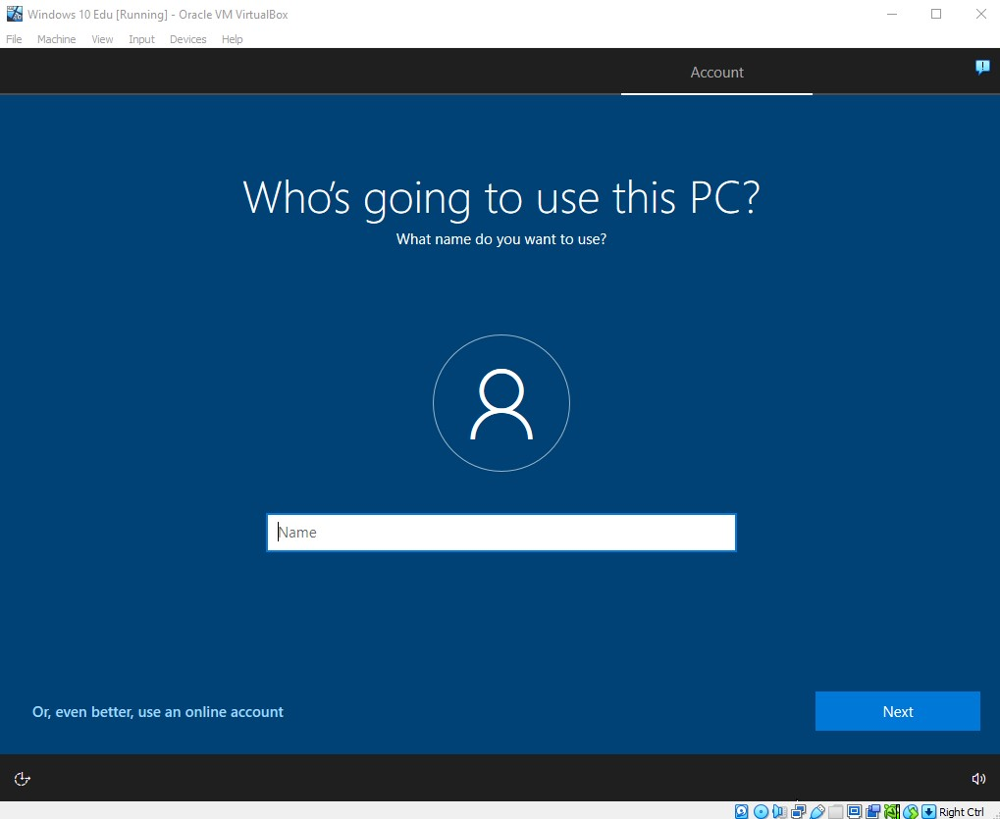 Windows 10 Edu [Running] - Oracle VM VirtualBox
File Machine View Input Devices Help
Account
Who's going to use this PC?
What name do you want to use?
Name
Or, even better, use an online account
Next
Right Ctrl